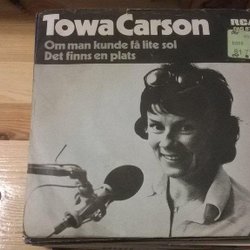 Towa Carson
Om man kunde få lite sol
Det finns en plats
RCA